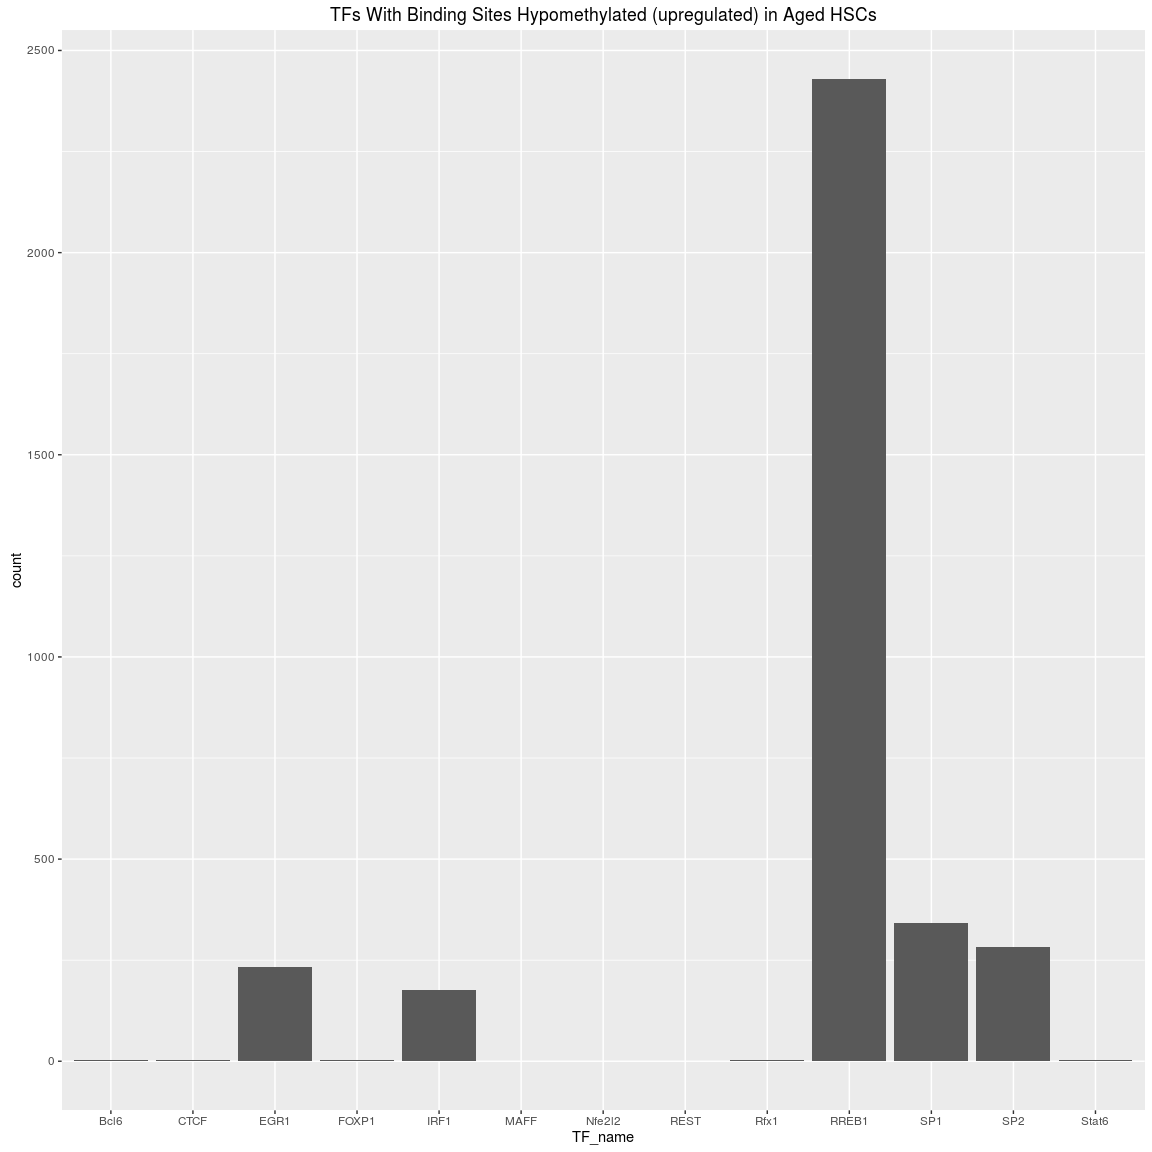 TFs With Binding Sites Hypomethylated (upregulated) in Aged HSCs
2500
2000
1500
1000
500
0
count
Bcl6 CTCF EGR1 FOXP1 IRF1 MAFF Nfe2l2 REST Rfx1 RREB1 SP1 SP2 Stat6
TF_name